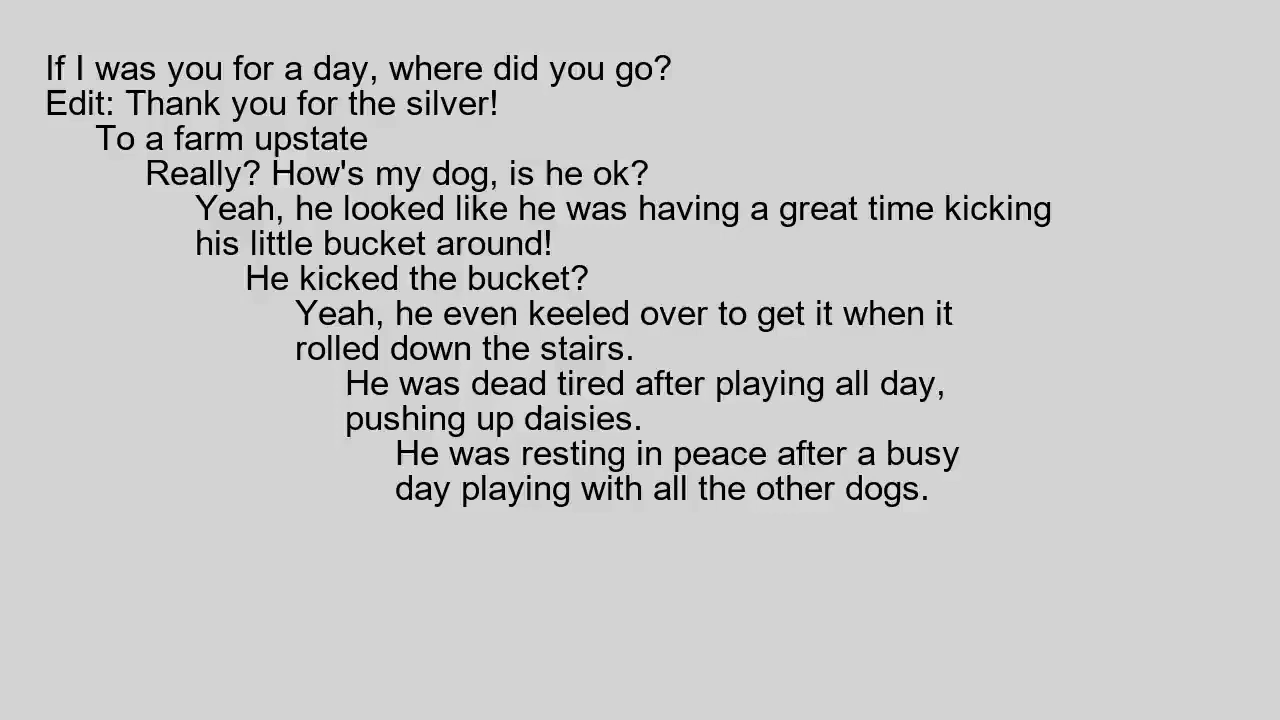 If I was you for a day, where did you go?
Edit: Thank you for the silver!
To a farm upstate
Really? How's my dog, is he ok?
Yeah, he looked like he was having a great time kicking
his little bucket around!
He kicked the bucket?
Yeah, he even keeled over to get it when it
rolled down the stairs.
He was dead tired after playing all day,
pushing up daisies.
He was resting in peace after a busy
day playing with all the other dogs.